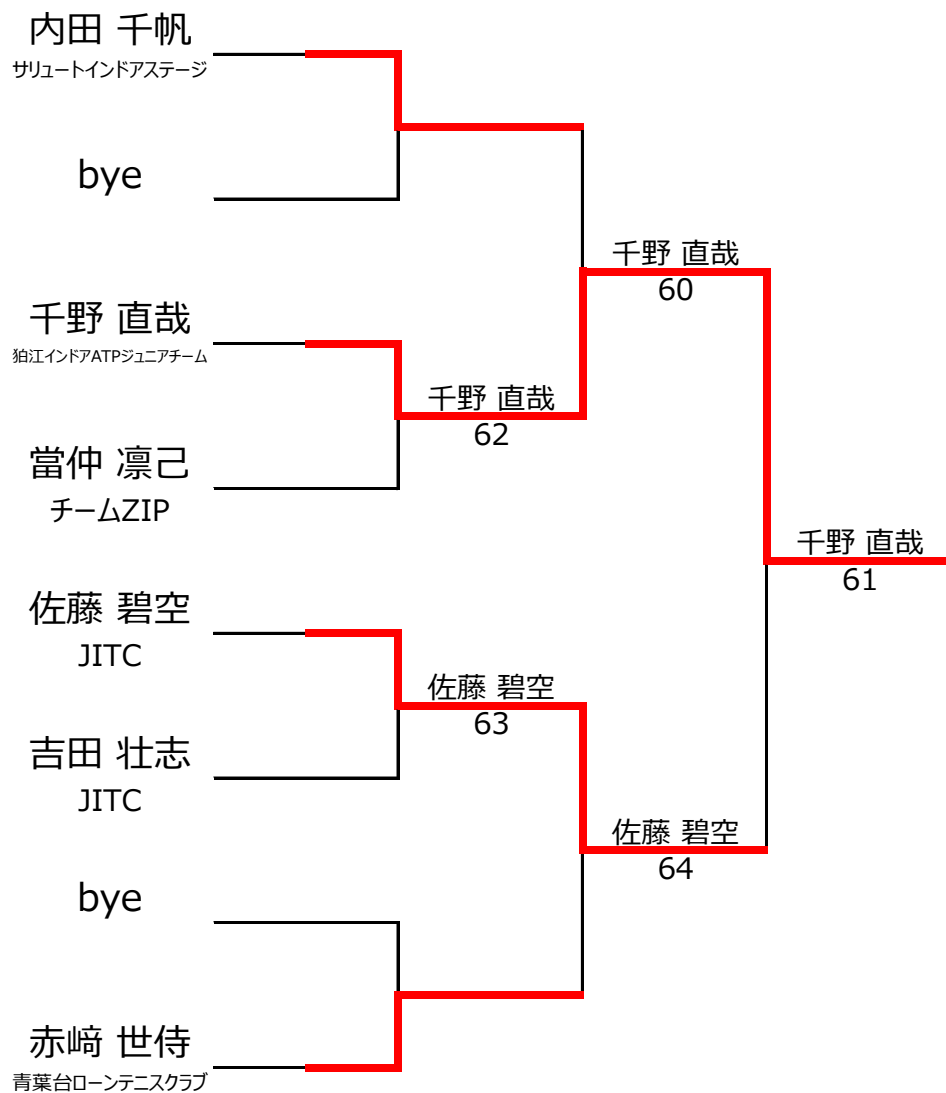 内田 千帆
サリュートインドアステージ
bye
千野 直哉
60
千野 直哉
狛江インドアATPジュニアチーム
千野 直哉
62
當仲 凛己
チームZIP
千野 直哉
61
佐藤 碧空
JITC
佐藤 碧空
63
吉田 壮志
JITC
佐藤 碧空
64
bye
赤﨑 世侍
青葉台ローンテニスクラブ